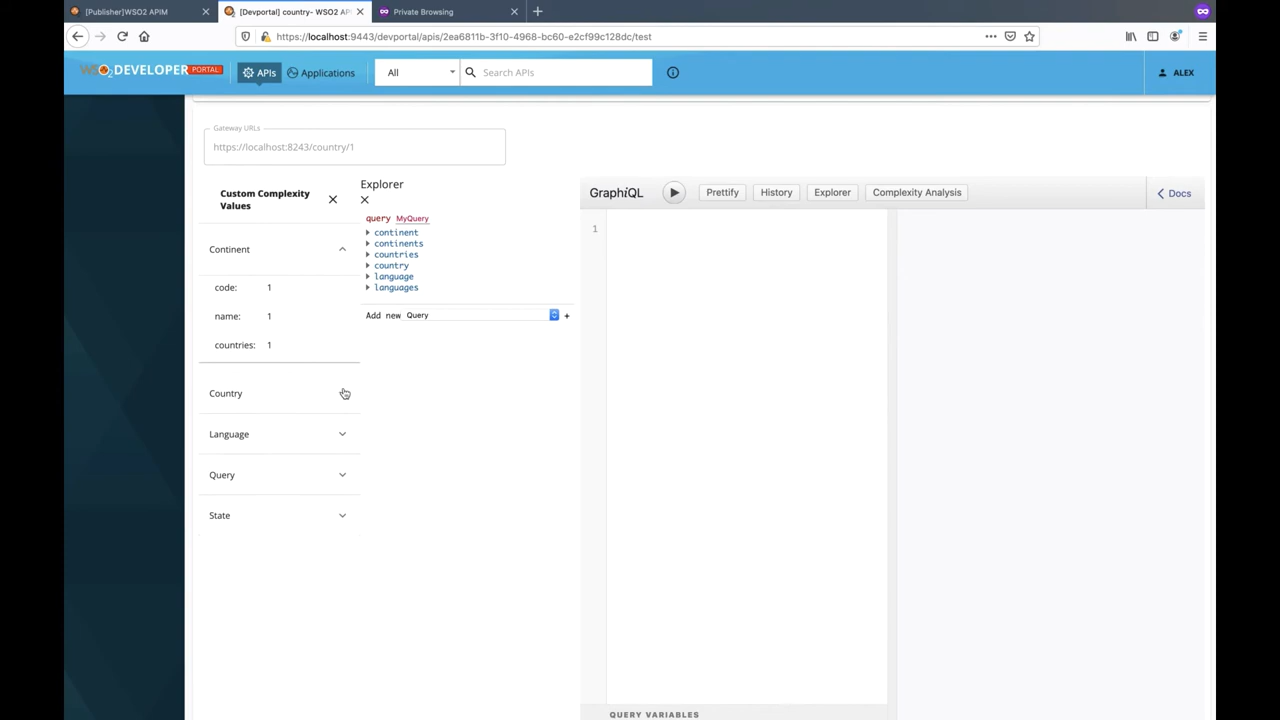 [Publisher]WSO2 APIM
[Devportal] country- WSO2 API
Private Browsing
https://localhost:9443/devportal/apis/2ea6811b-3f10-4968-bc60-e2cf99c128dc/test
WSO2 DEVELOPER PORTAL
APIs
Applications
All
Search APIs
ALEX
Gateway URLs
https://localhost:8243/country/1
Custom Complexity
Values
Continent
code: 1
name: 1
countries: 1
Country
Language
Query
State
Explorer
query MyQuery
continent
continents
countries
country
language
languages
Add new Query +
GraphiQL
Prettify
History
Explorer
Complexity Analysis
Docs
1
QUERY VARIABLES